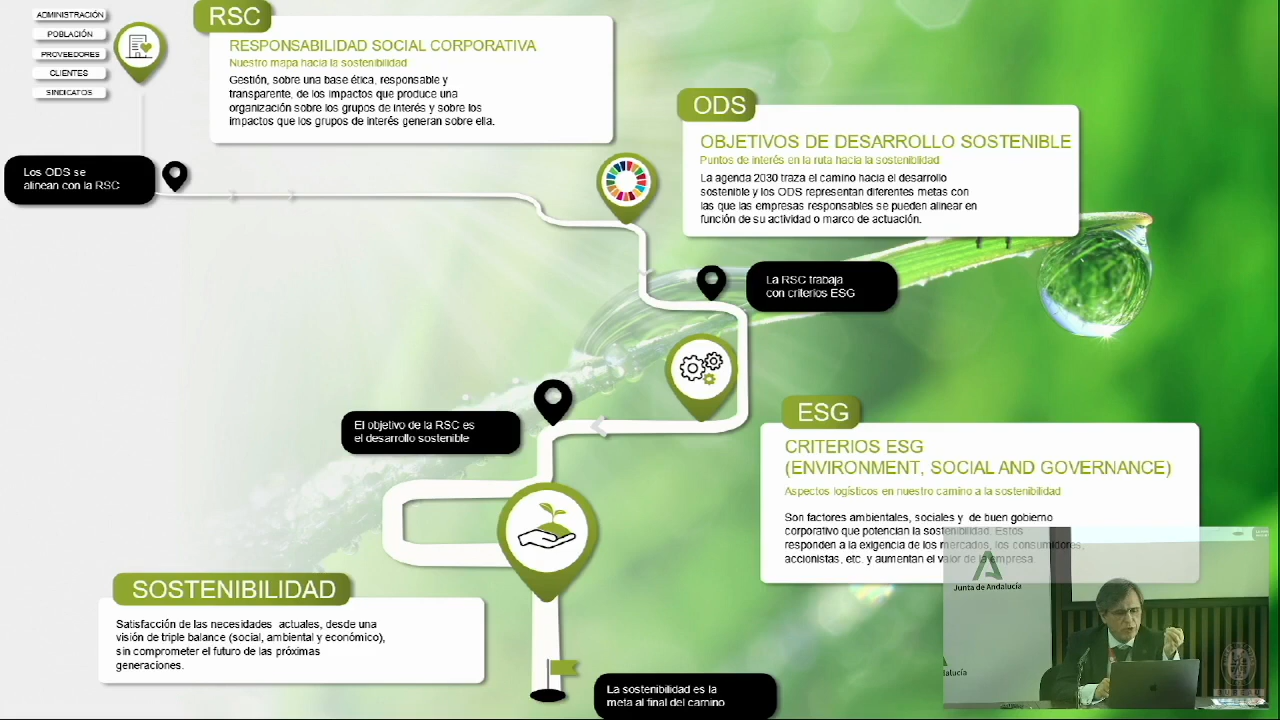 ADMINISTRACIÓN
POBLACIÓN
PROVEEDORES
CLIENTES
SINDICATOS
RSC
RESPONSABILIDAD SOCIAL CORPORATIVA
Nuestro mapa hacia la sostenibilidad
Gestión, sobre una base ética, responsable y
transparente, de los impactos que produce una
organización sobre los grupos de interés y sobre los
impactos que los grupos de interés generan sobre ella.
ODS
OBJETIVOS DE DESARROLLO SOSTENIBLE
Puntos de interés en la ruta hacia la sostenibilidad
La agenda 2030 traza el camino hacia el desarrollo
sostenible y los ODS representan diferentes metas con
las que las empresas responsables se pueden alinear en
función de su actividad o marco de actuación.
Los ODS se
alinean con la RSC
La RSC trabaja
con criterios ESG
El objetivo de la RSC es
el desarrollo sostenible
ESG
CRITERIOS ESG
(ENVIRONMENT, SOCIAL AND GOVERNANCE)
Aspectos logísticos en nuestro camino a la sostenibilidad
Son factores ambientales, sociales y de buen gobierno
corporativo que potencian la sostenibilidad. Estos
responden a la exigencia de los mercados, los consumidores,
accionistas, etc. y aumentan el valor de la empresa
Junta de Andalucía
SOSTENIBILIDAD
Satisfacción de las necesidades actuales, desde una
visión de triple balance (social, ambiental y económico),
sin comprometer el futuro de las próximas
generaciones.
La sostenibilidad es la
meta al final del camino